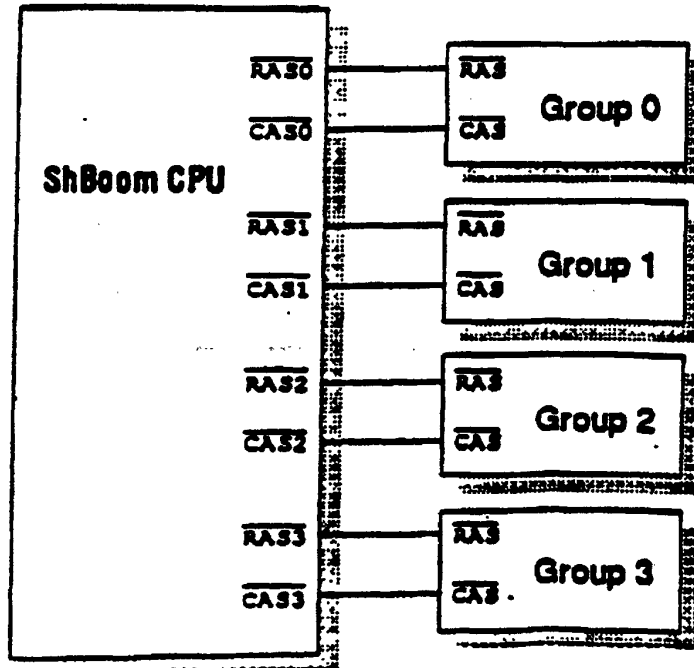 RAS0 RAS
Group 0
CAS0 CAS
ShBoom CPU
RAS1 RAS
Group 1
CAS1 CAS
RAS2 RAS
Group 2
CAS2 CAS
RAS3 RAS
Group 3
CAS3 CAS